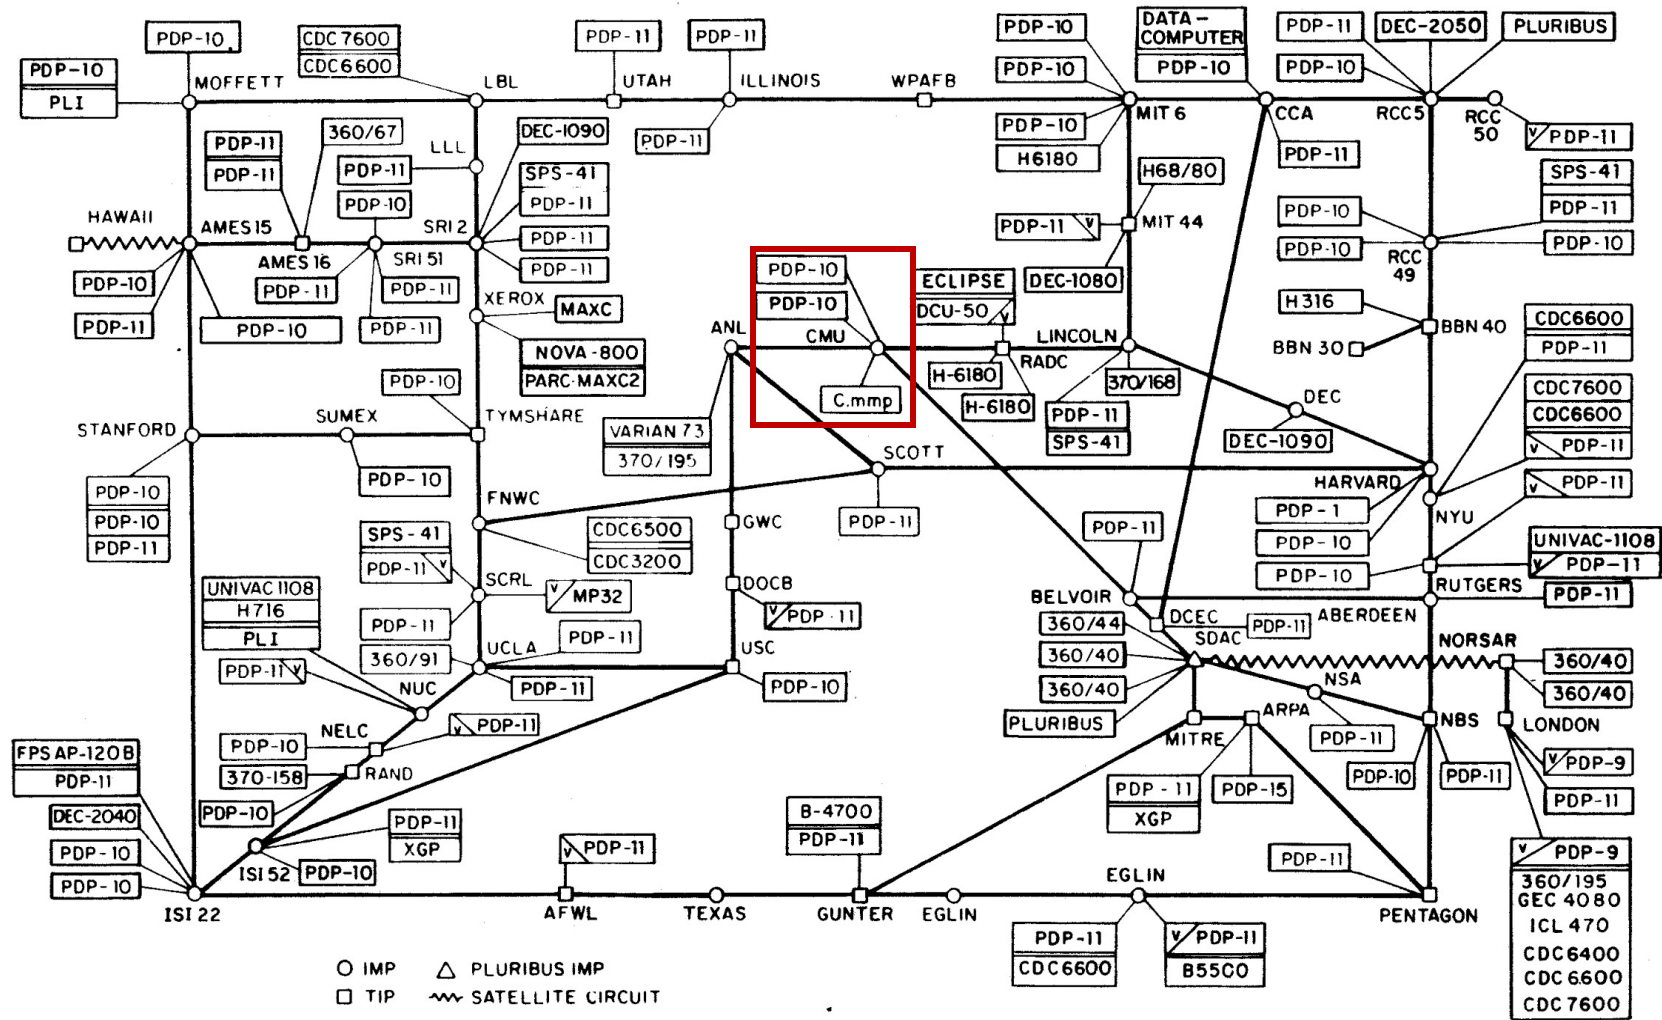 PDP-10
CDC 7600
CDC 6600
PDP-11
PDP-11
PDP-10
DATA-
COMPUTER
PDP-10
PDP-11
DEC-2050
PLURIBUS
PDP-10
PLI
MOFFETT
LBL
UTAH
ILLINOIS
WPAFB
PDP-10
PDP-10
MIT 6
CCA
RCC5
RCC
50
PDP-10
V PDP-11
PDP-11
H6180
PDP-11
PDP-11
PDP-11
360/67
LLL
PDP-11
DEC-1090
SPS-41
PDP-11
H68/80
SPS-41
PDP-11
HAWAII
AMES 15
PDP-10
SRI 2
PDP-11
PDP-11 V
MIT 44
PDP-10
PDP-10
PDP-10
AMES 16
SRI 51
PDP-11
RCC
49
PDP-10
PDP-11
PDP-11
PDP-10
PDP-10
DEC-1080
PDP-11
PDP-10
PDP-11
XEROX
MAXC
ECLIPSE
DCU-50 V
H316
BBN 40
BBN 30
ANL
CMU
RADC
LINCOLN
CDC6600
PDP-11
NOVA-800
PARC-MAXC2
C.mmp
H-6180
H-6180
370/168
PDP-11
SPS-41
DEC
DEC-1090
CDC7600
CDC6600
V PDP-11
PDP-10
TYMSHARE
STANFORD
SUMEX
VARIAN 73
370/195
SCOTT
HARVARD
V PDP-11
PDP-10
PDP-10
PDP-11
PDP-10
FNWC
PDP-11
PDP-1
PDP-10
NYU
SPS-41
PDP-11 V
CDC6500
CDC3200
GWC
PDP-11
UNIVAC-1108
V PDP-11
PDP-10
RUTGERS
UNIVAC 1108
H716
PLI
SCRL
V MP32
DOCB
V PDP-11
BELVOIR
ABERDEEN
PDP-11
PDP-11
UCLA
PDP-11
USC
360/44
DCEC
SDAC
PDP-11
NORSAR
360/91
360/40
360/40
PDP-11 V
NUC
PDP-11
PDP-10
360/40
NSA
360/40
V PDP-11
PLURIBUS
ARPA
NBS
LONDON
NELC
PDP-10
MITRE
PDP-11
FPS AP-120B
PDP-11
370-158
RAND
PDP-11
XGP
PDP-15
PDP-10
PDP-11
V PDP-9
PDP-11
DEC-2040
PDP-10
PDP-11
XGP
B-4700
PDP-11
PDP-10
PDP-10
ISI 52
PDP-10
V PDP-11
PDP-11
V PDP-9
360/195
GEC 4080
ICL 470
CDC 6400
CDC 6600
CDC 7600
ISI 22
AFWL
TEXAS
GUNTER
EGLIN
EGLIN
PENTAGON
PDP-11
CDC6600
V PDP-11
B5500
IMP
PLURIBUS IMP
TIP
SATELLITE CIRCUIT